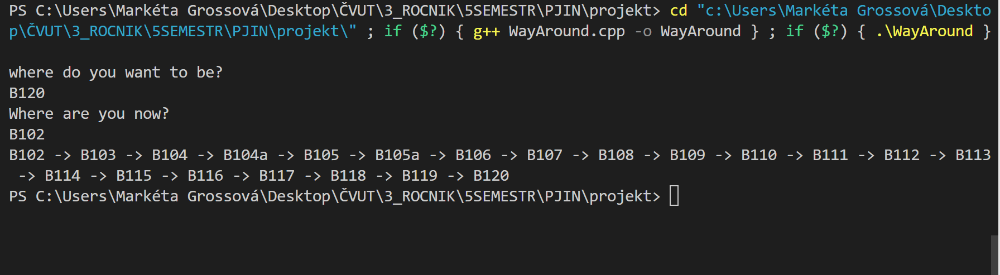 PS C:\Users\Markéta Grossová\Desktop\ČVUT\3_ROCNIK\5SEMESTR\PJIN\projekt> cd "c:\Users\Markéta Grossová\Deskto
p\ČVUT\3_ROCNIK\5SEMESTR\PJIN\projekt\" ; if ($?) { g++ WayAround.cpp -o WayAround } ; if ($?) { .\WayAround }
where do you want to be?
B120
Where are you now?
B102
B102 -> B103 -> B104 -> B104a -> B105 -> B105a -> B106 -> B107 -> B108 -> B109 -> B110 -> B111 -> B112 -> B113
 -> B114 -> B115 -> B116 -> B117 -> B118 -> B119 -> B120
PS C:\Users\Markéta Grossová\Desktop\ČVUT\3_ROCNIK\5SEMESTR\PJIN\projekt>